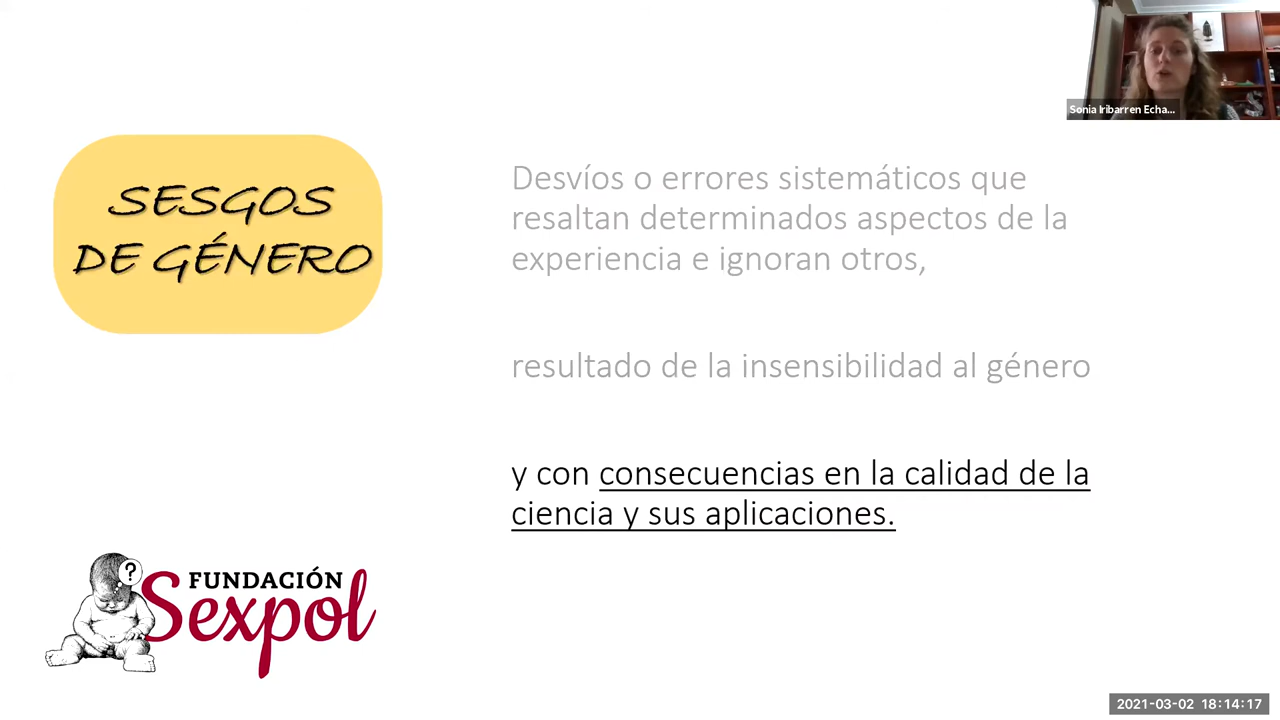 Sonia Iribarren Echa...
SESGOS
DE GÉNERO
Desvíos o errores sistemáticos que
resaltan determinados aspectos de la
experiencia e ignoran otros,
resultado de la insensibilidad al género
y con consecuencias en la calidad de la
ciencia y sus aplicaciones.
?
FUNDACIÓN
Sexpol
2021-03-02 18:14:17